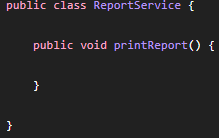 public class ReportService {
public void printReport() {
}
}